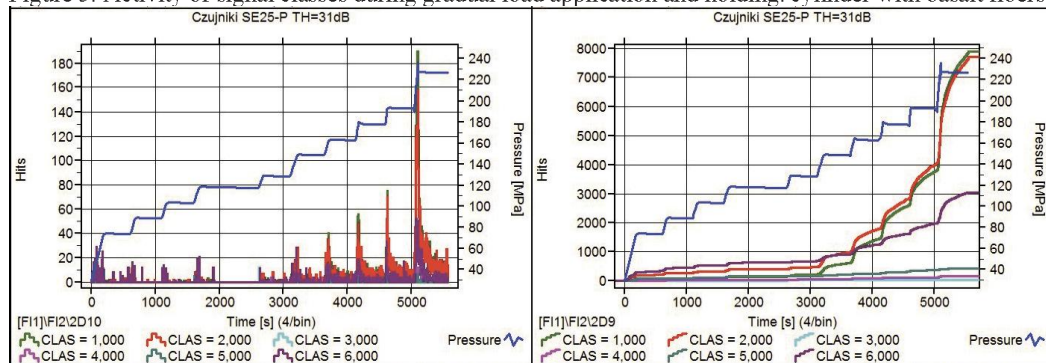 Figure 5. Activity of signal classes during gradual load application and holding: cylinder with basalt fibers
Czujniki SE25-P TH=31dB
180
160
140
120
100
80
60
40
20
0
Hits
240
220
200
180
160
140
120
100
80
60
40
Pressure [MPa]
0 1000 2000 3000 4000 5000
[FI1]\FI2\2D10 Time [s] (4/bin)
CLAS = 1,000 CLAS = 2,000 CLAS = 3,000 Pressure
CLAS = 4,000 CLAS = 5,000 CLAS = 6,000
Czujniki SE25-P TH=31dB
8000
7000
6000
5000
4000
3000
2000
1000
0
Hits
240
220
200
180
160
140
120
100
80
60
40
Pressure [MPa]
0 1000 2000 3000 4000 5000
[FI1]\FI2\2D9 Time [s] (4/bin)
CLAS = 1,000 CLAS = 2,000 CLAS = 3,000 Pressure
CLAS = 4,000 CLAS = 5,000 CLAS = 6,000